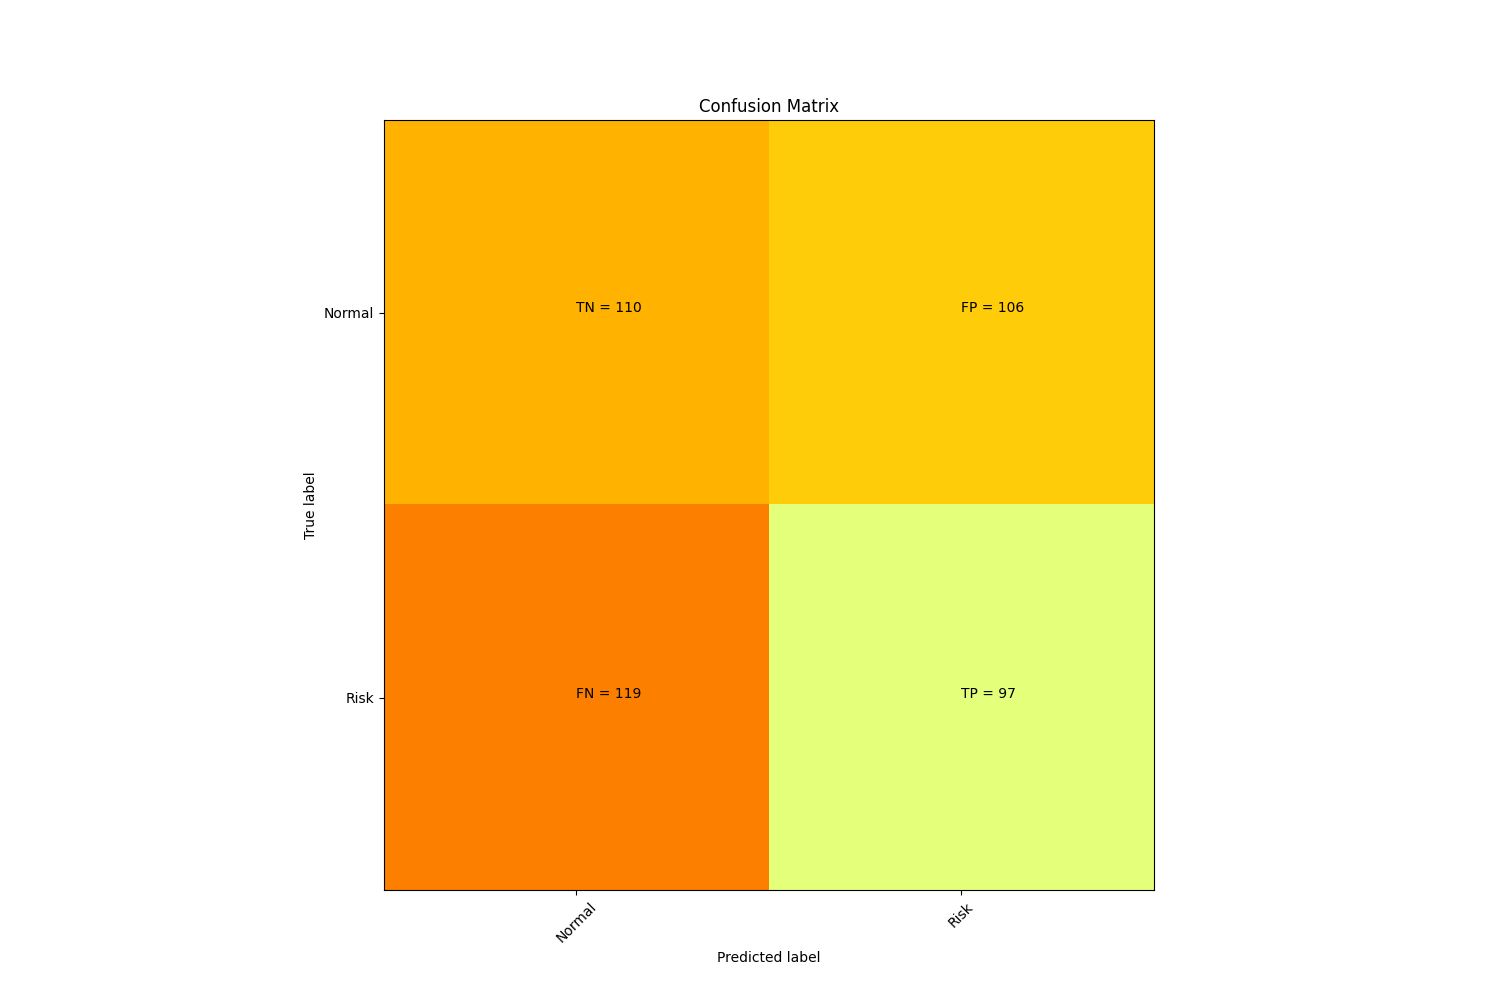 Confusion Matrix
Normal
TN = 110
FP = 106
True label
Risk
FN = 119
TP = 97
Normal
Risk
Predicted label